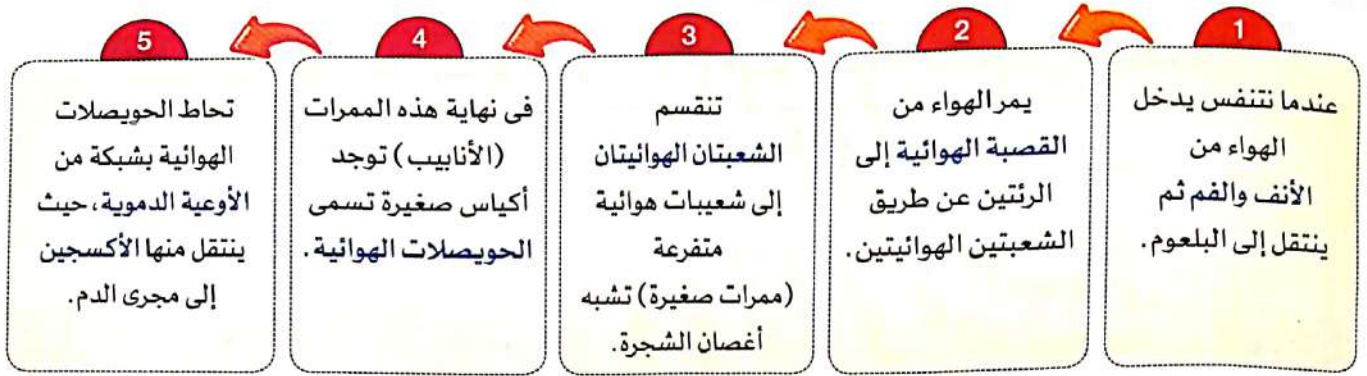 1
عندما نتنفس يدخل
الهواء من
الأنف والفم ثم
ينتقل إلى البلعوم.
2
يمر الهواء من
القصبة الهوائية إلى
الرئتين عن طريق
الشعبتين الهوائيتين.
3
تنقسم
الشعبتان الهوائيتان
إلى شعيبات هوائية
متفرعة
(ممرات صغيرة) تشبه
أغصان الشجرة.
4
فى نهاية هذه الممرات
(الأنابيب) توجد
أكياس صغيرة تسمى
الحويصلات الهوائية.
5
تحاط الحويصلات
الهوائية بشبكة من
الأوعية الدموية، حيث
ينتقل منها الأكسجين
إلى مجرى الدم.